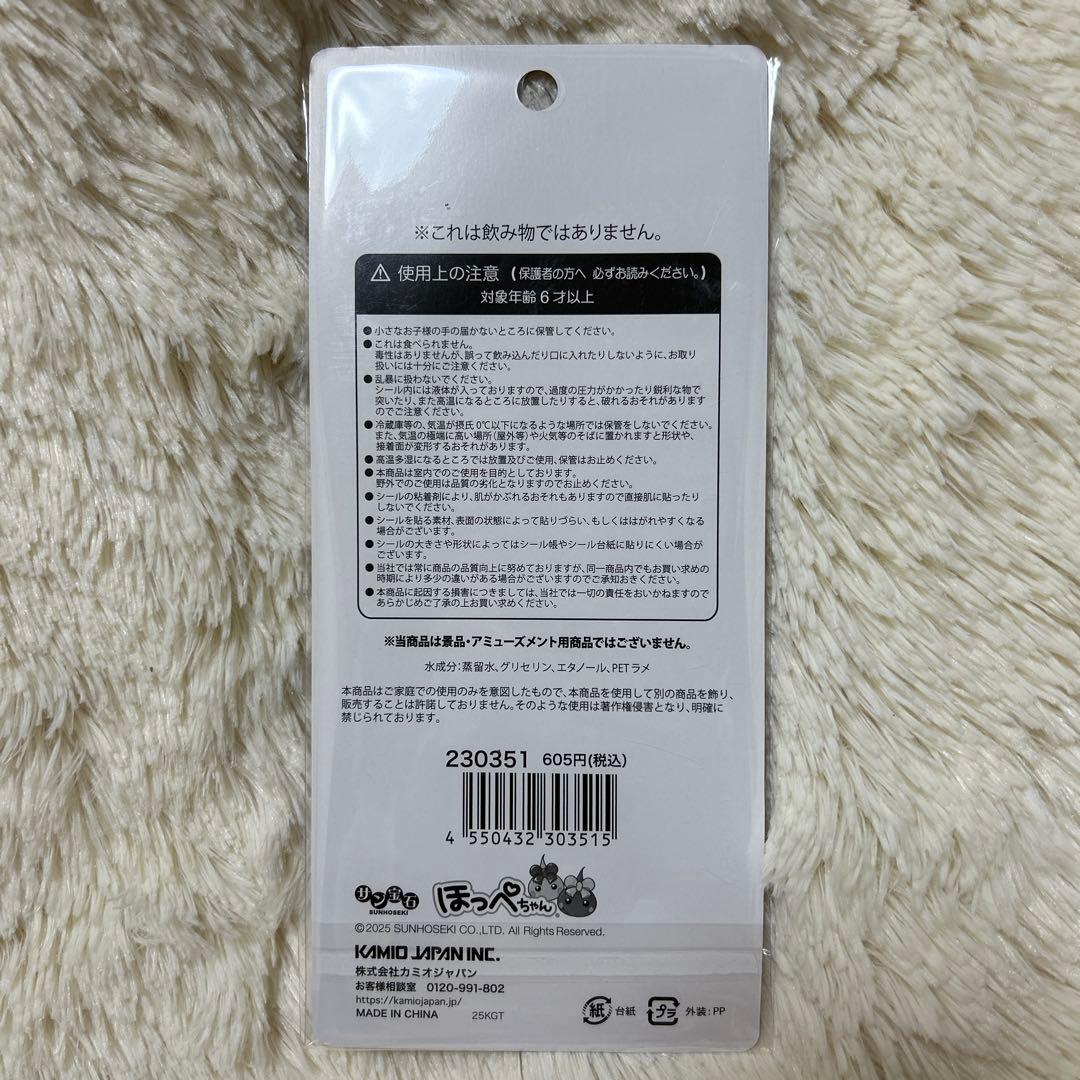 ※これは飲み物ではありません。
⚠ 使用上の注意 (保護者の方へ 必ずお読みください。)
対象年齢6才以上
●小さなお子様の手の届かないところに保管してください。
●これは食べられません。
毒性はありませんが、誤って飲み込んだり口に入れたりしないように、お取り
扱いには十分にご注意ください。
●乱暴に扱わないでください。
シール内には液体が入っておりますので、過度の圧力がかかったり鋭利な物で
突いたり、また高温になるところに放置したりすると、破れるおそれがあります
のでご注意ください。
●冷蔵庫等の、気温が摂氏0℃以下になるような場所では保管をしないでください。
また、気温の極端に高い場所(屋外等)や火気等のそばに置かれますと形状や、
接着面が変形するおそれがあります。
●高温多湿になるところでは放置及びご使用、保管はお止めください。
●本商品は室内でのご使用を目的としております。
野外でのご使用は品質の劣化となりますのでお止めください。
●シールの粘着剤により、肌がかぶれるおそれもありますので直接肌に貼ったり
しないでください。
●シールを貼る素材、表面の状態によって貼りづらい、もしくははがれやすくなる
場合がございます。
●シールの大きさや形状によってはシール帳やシール台紙に貼りにくい場合が
ございます。
●当社では常に商品の品質向上に努めておりますが、同一商品内でもお買い求めの
時期により多少の違いがある場合がございますのでご承知おきください。
●本商品に起因する損害につきましては、当社では一切の責任をおいかねますので
あらかじめご了承の上お買い求めください。
※当商品は景品・アミューズメント用商品ではございません。
水成分:蒸留水、グリセリン、エタノール、PETラメ
本商品はご家庭での使用のみを意図したもので、本商品を使用して別の商品を飾り、
販売することは許諾しておりません。そのような使用は著作権侵害となり、明確に
禁じられております。
230351 605円(税込)
4 550432 303515
サン宝石
SUNHOSEKI
ほっぺちゃん
©2025 SUNHOSEKI CO.,LTD. All Rights Reserved.
KAMIO JAPAN INC.
株式会社カミオジャパン
お客様相談室 0120-991-802
https://kamiojapan.jp/
MADE IN CHINA 25KGT
紙 台紙 プラ 外装:PP